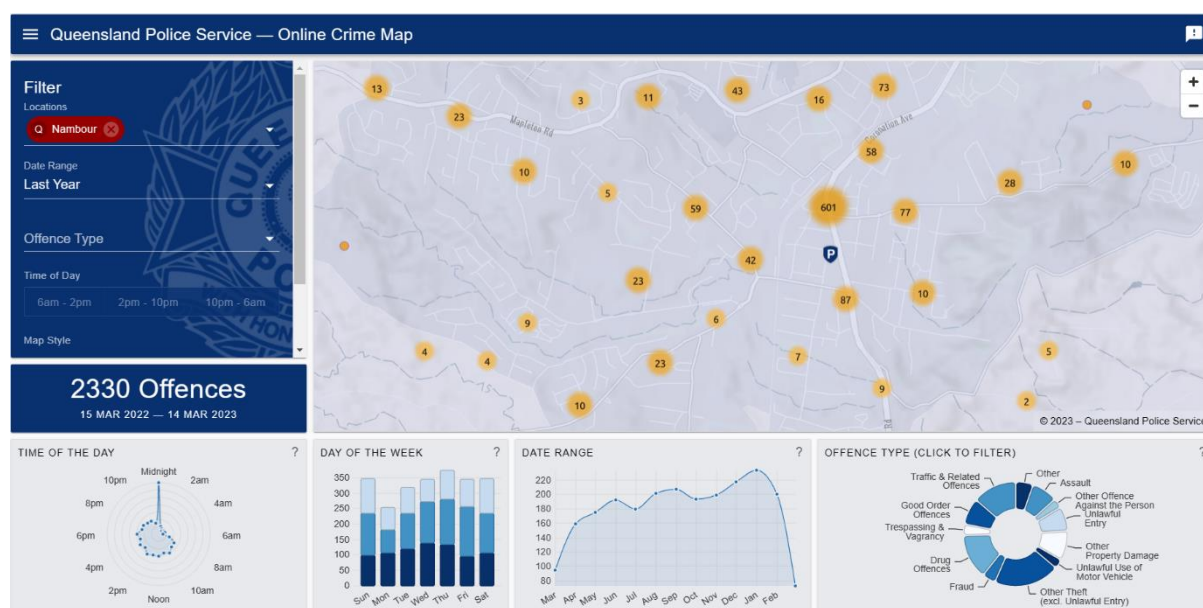 Queensland Police Service — Online Crime Map
Filter
Locations
Q Nambour
Date Range
Last Year
Offence Type
Time of Day
6am - 2pm 2pm - 10pm 10pm - 6am
Map Style
2330 Offences
15 MAR 2022 — 14 MAR 2023
13
23
3
11
43
16
73
Mapleton Rd
58
10
5
59
601
77
28
10
P
42
23
87
10
9
6
4
4
23
7
9
5
2
10
+
−
© 2023 – Queensland Police Service
TIME OF THE DAY ?
Midnight
10pm 2am
8pm 4am
6pm 6am
4pm 8am
2pm 10am
Noon
DAY OF THE WEEK ?
350
300
250
200
150
100
50
0
Sun Mon Tue Wed Thu Fri Sat
DATE RANGE ?
220
200
180
160
140
120
100
80
Mar Apr May Jun Jul Aug Sep Oct Nov Dec Jan Feb
OFFENCE TYPE (CLICK TO FILTER) ?
Traffic & Related
Offences
Good Order
Offences
Trespassing &
Vagrancy
Drug
Offences
Fraud
Other
Assault
Other Offence
Against the Person
Unlawful
Entry
Other
Property Damage
Unlawful Use of
Motor Vehicle
Other Theft
(excl. Unlawful Entry)